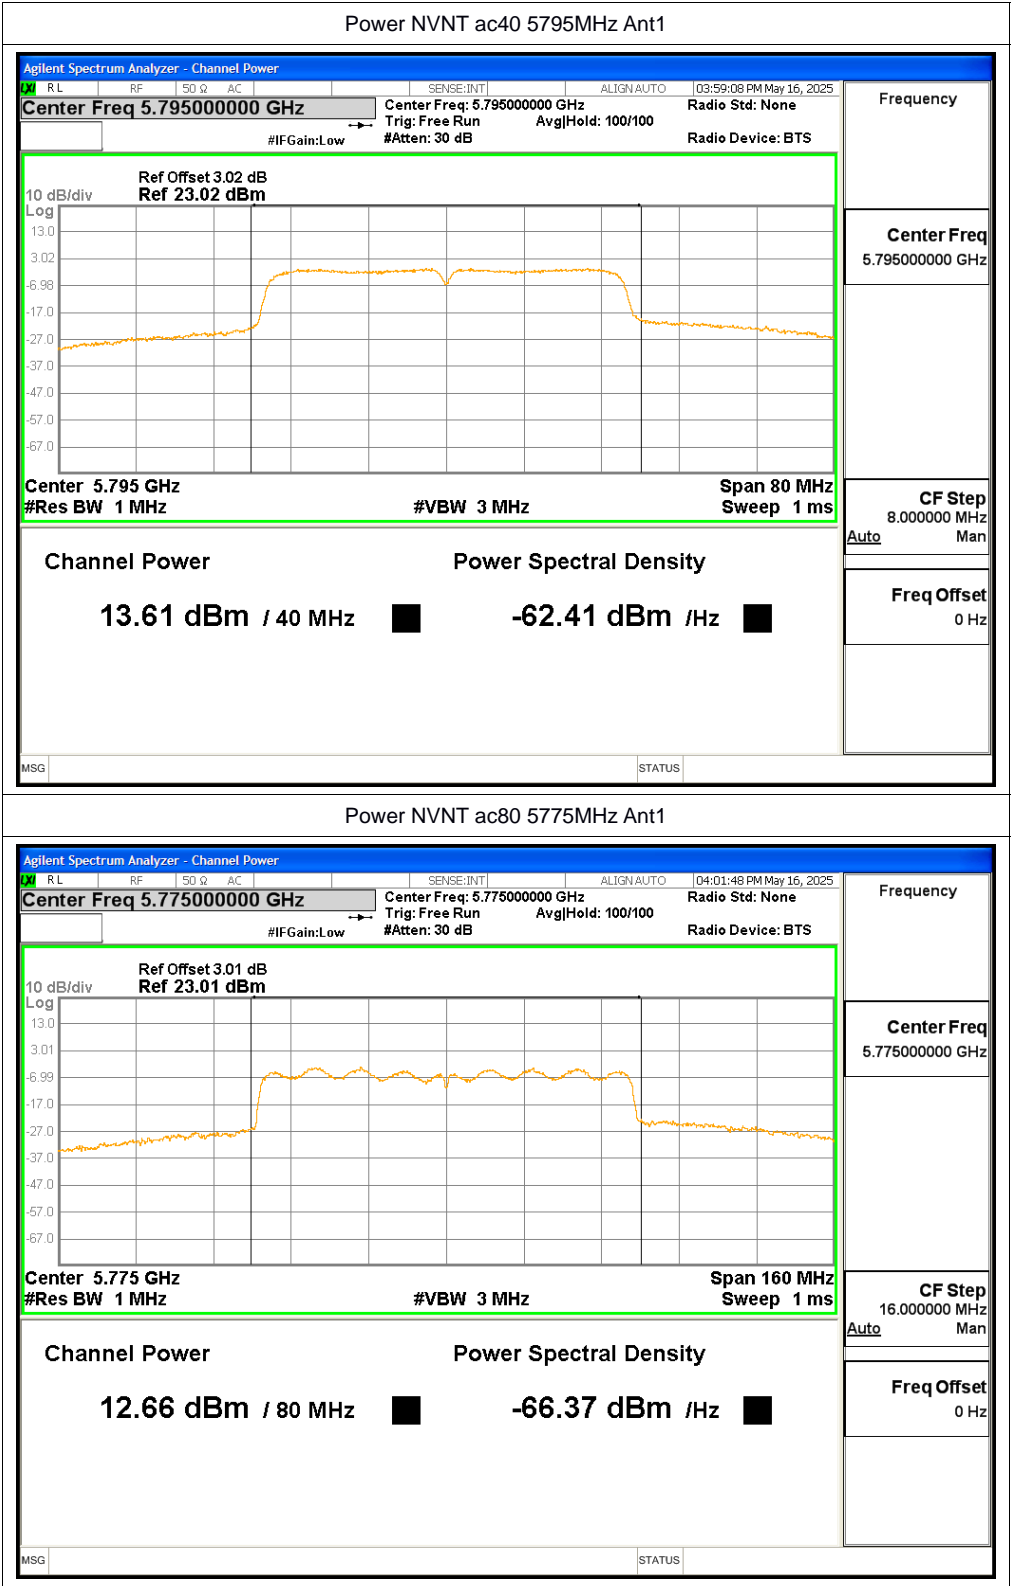 Power NVNT ac40 5795MHz Ant1
Agilent Spectrum Analyzer - Channel Power
LXI RL RF 50 Ω AC SENSE:INT ALIGN AUTO 03:59:08 PM May 16, 2025
Center Freq 5.795000000 GHz
Center Freq: 5.795000000 GHz Radio Std: None
Trig: Free Run Avg|Hold: 100/100
#IFGain:Low #Atten: 30 dB Radio Device: BTS
Frequency
Ref Offset 3.02 dB
10 dB/div Ref 23.02 dBm
Log
13.0
3.02
-6.98
-17.0
-27.0
-37.0
-47.0
-57.0
-67.0
Center Freq
5.795000000 GHz
Center 5.795 GHz Span 80 MHz
#Res BW 1 MHz #VBW 3 MHz Sweep 1 ms
CF Step
8.000000 MHz
Auto Man
Channel Power Power Spectral Density
13.61 dBm / 40 MHz -62.41 dBm /Hz
Freq Offset
0 Hz
MSG STATUS
Power NVNT ac80 5775MHz Ant1
Agilent Spectrum Analyzer - Channel Power
LXI RL RF 50 Ω AC SENSE:INT ALIGN AUTO 04:01:48 PM May 16, 2025
Center Freq 5.775000000 GHz
Center Freq: 5.775000000 GHz Radio Std: None
Trig: Free Run Avg|Hold: 100/100
#IFGain:Low #Atten: 30 dB Radio Device: BTS
Frequency
Ref Offset 3.01 dB
10 dB/div Ref 23.01 dBm
Log
13.0
3.01
-6.99
-17.0
-27.0
-37.0
-47.0
-57.0
-67.0
Center Freq
5.775000000 GHz
Center 5.775 GHz Span 160 MHz
#Res BW 1 MHz #VBW 3 MHz Sweep 1 ms
CF Step
16.000000 MHz
Auto Man
Channel Power Power Spectral Density
12.66 dBm / 80 MHz -66.37 dBm /Hz
Freq Offset
0 Hz
MSG STATUS